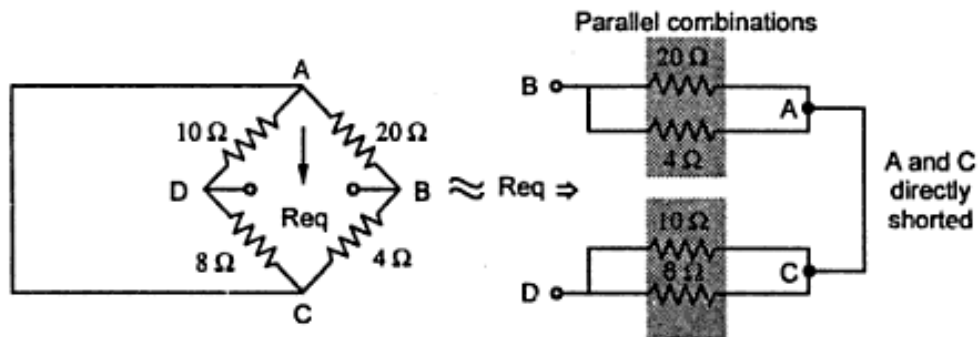 Parallel combinations
A
10 Ω
20 Ω
D
B
Req
8 Ω
4 Ω
C
≈ Req ⇒
B
20 Ω
4 Ω
A
10 Ω
8 Ω
D
C
A and C
directly
shorted